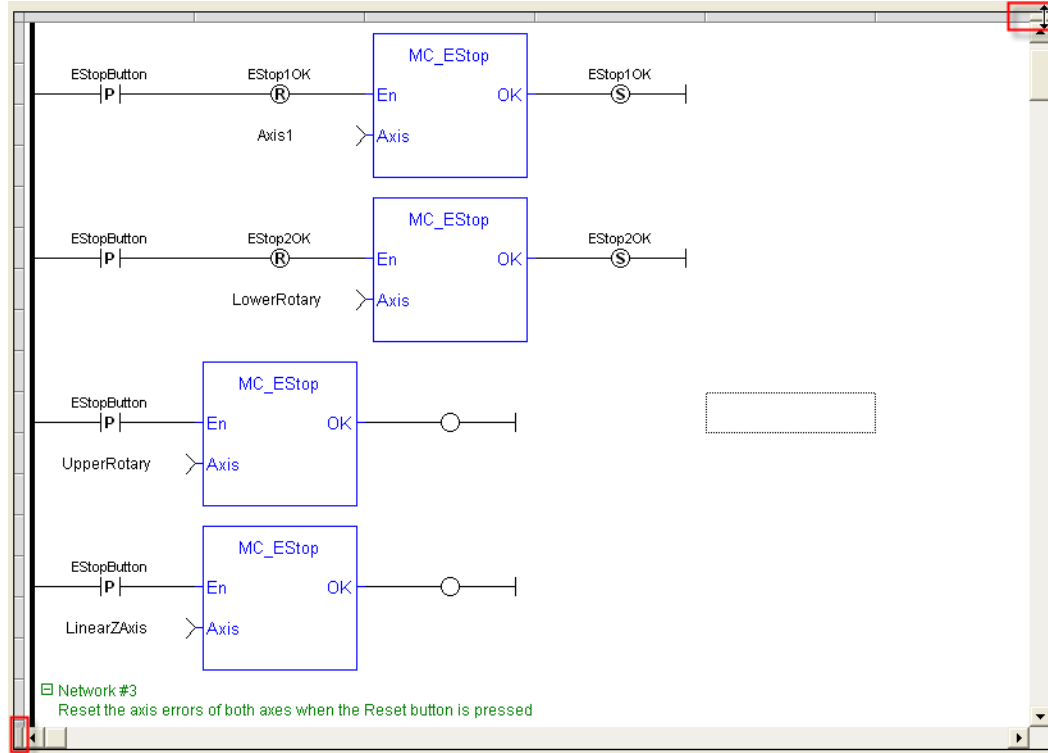 MC_EStop
EStopButton EStop1OK EStop1OK
P R En OK S
Axis1 Axis
MC_EStop
EStopButton EStop2OK EStop2OK
P R En OK S
LowerRotary Axis
MC_EStop
EStopButton
P En OK
UpperRotary Axis
MC_EStop
EStopButton
P En OK
LinearZAxis Axis
Network #3
Reset the axis errors of both axes when the Reset button is pressed